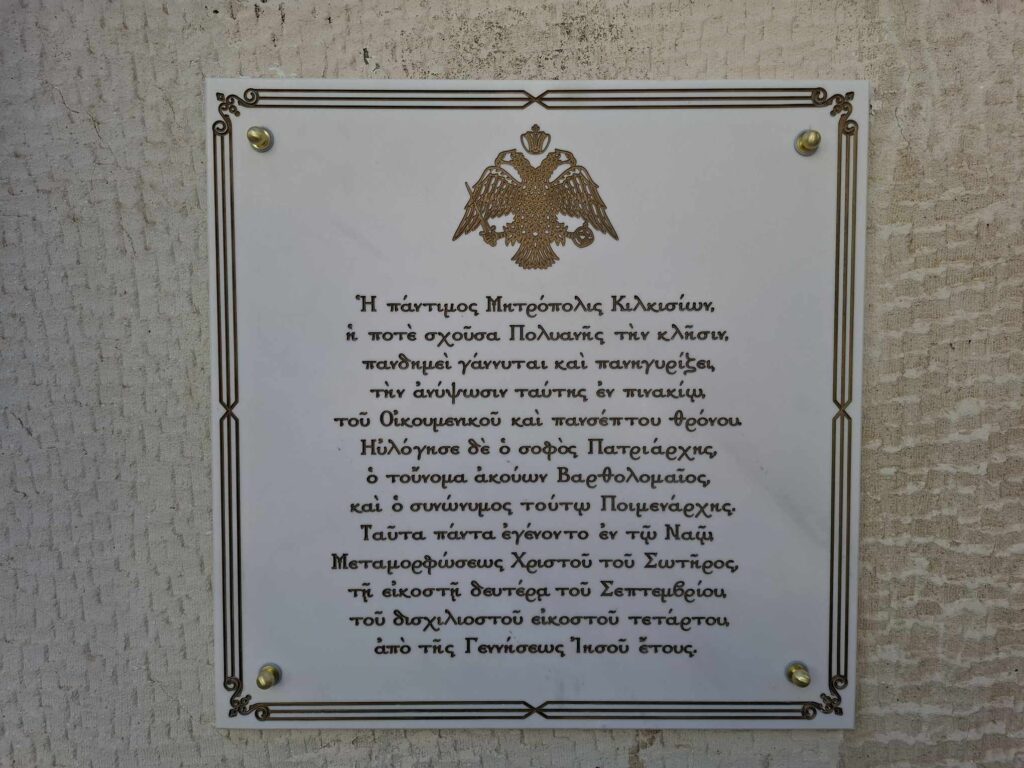 Ἡ πάντιμος Μητρόπολις Κιλκισίων,
ἡ ποτὲ σχοῦσα Πολυανῆς τὴν κλῆσιν,
πανδημεὶ γάννυται καὶ πανηγυρίζει,
τὴν ἀνύψωσιν ταύτης ἐν πινακίῳ,
τοῦ Οἰκουμενικοῦ καὶ πανσέπτου θρόνου.
Ηὐλόγησε δὲ ὁ σοφὸς Πατριάρχης,
ὁ τοὔνομα ἀκούων Βαρθολομαῖος,
καὶ ὁ συνώνυμος τούτῳ Ποιμενάρχης.
Ταῦτα πάντα ἐγένοντο ἐν τῷ Ναῷ
Μεταμορφώσεως Χριστοῦ τοῦ Σωτῆρος,
τῇ εἰκοστῇ δευτέρᾳ τοῦ Σεπτεμβρίου,
τοῦ δισχιλιοστοῦ εἰκοστοῦ τετάρτου,
ἀπὸ τῆς Γεννήσεως Ἰησοῦ ἔτους.